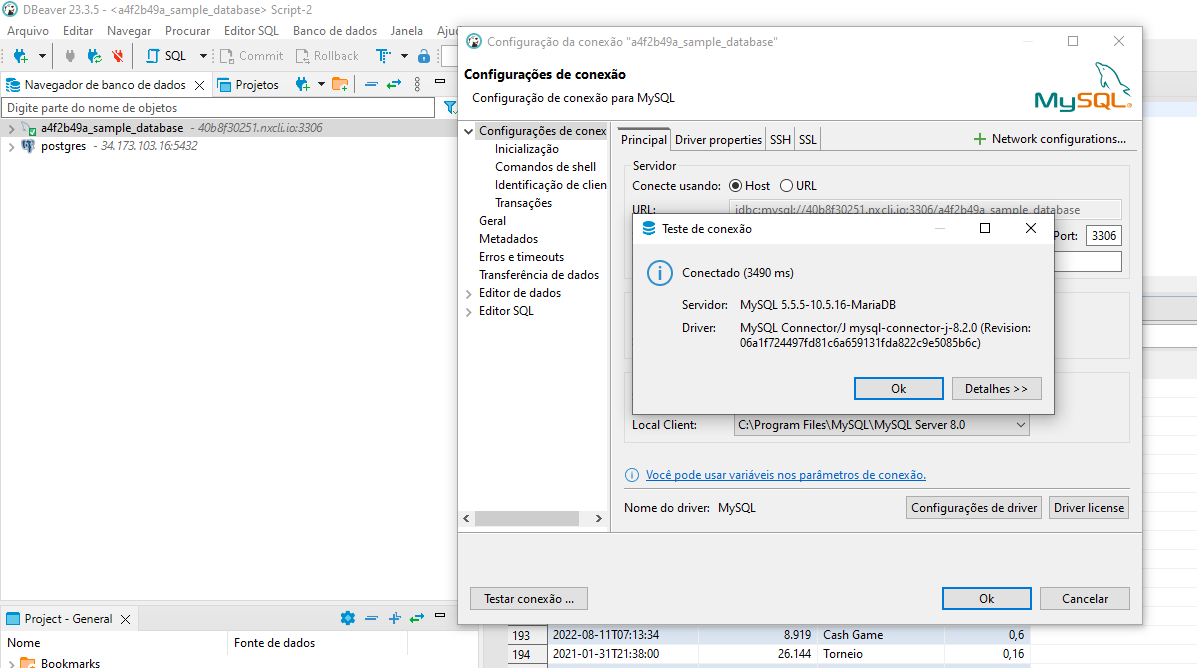 DBeaver 23.3.5 - <a4f2b49a_sample_database> Script-2
Arquivo Editar Navegar Procurar Editor SQL Banco de dados Janela Aju
SQL Commit Rollback
Navegador de banco de dados Projetos
Digite parte do nome de objetos
a4f2b49a_sample_database - 40b8f30251.nxcli.io:3306
postgres - 34.173.103.16:5432
Configuração da conexão "a4f2b49a_sample_database"
Configurações de conexão
Configuração de conexão para MySQL
MySQL
Configurações de conex
Inicialização
Comandos de shell
Identificação de clien
Transações
Geral
Metadados
Erros e timeouts
Transferência de dados
Editor de dados
Editor SQL
Principal Driver properties SSH SSL Network configurations...
Servidor
Conecte usando: Host URL
URL: jdbc:mysql://40b8f30251.nxcli.io:3306/a4f2b49a_sample_database
Port: 3306
Teste de conexão
Conectado (3490 ms)
Servidor: MySQL 5.5.5-10.5.16-MariaDB
Driver: MySQL Connector/J mysql-connector-j-8.2.0 (Revision:
06a1f724497fd81c6a659131fda822c9e5085b6c)
Ok Detalhes >>
Local Client: C:\Program Files\MySQL\MySQL Server 8.0
Você pode usar variáveis nos parâmetros de conexão.
Nome do driver: MySQL Configurações de driver Driver license
Testar conexão ... Ok Cancelar
Project - General
Nome Fonte de dados
Bookmarks
193 2022-08-11T07:13:34 8.919 Cash Game 0,6
194 2021-01-31T21:38:00 26.144 Torneio 0,16